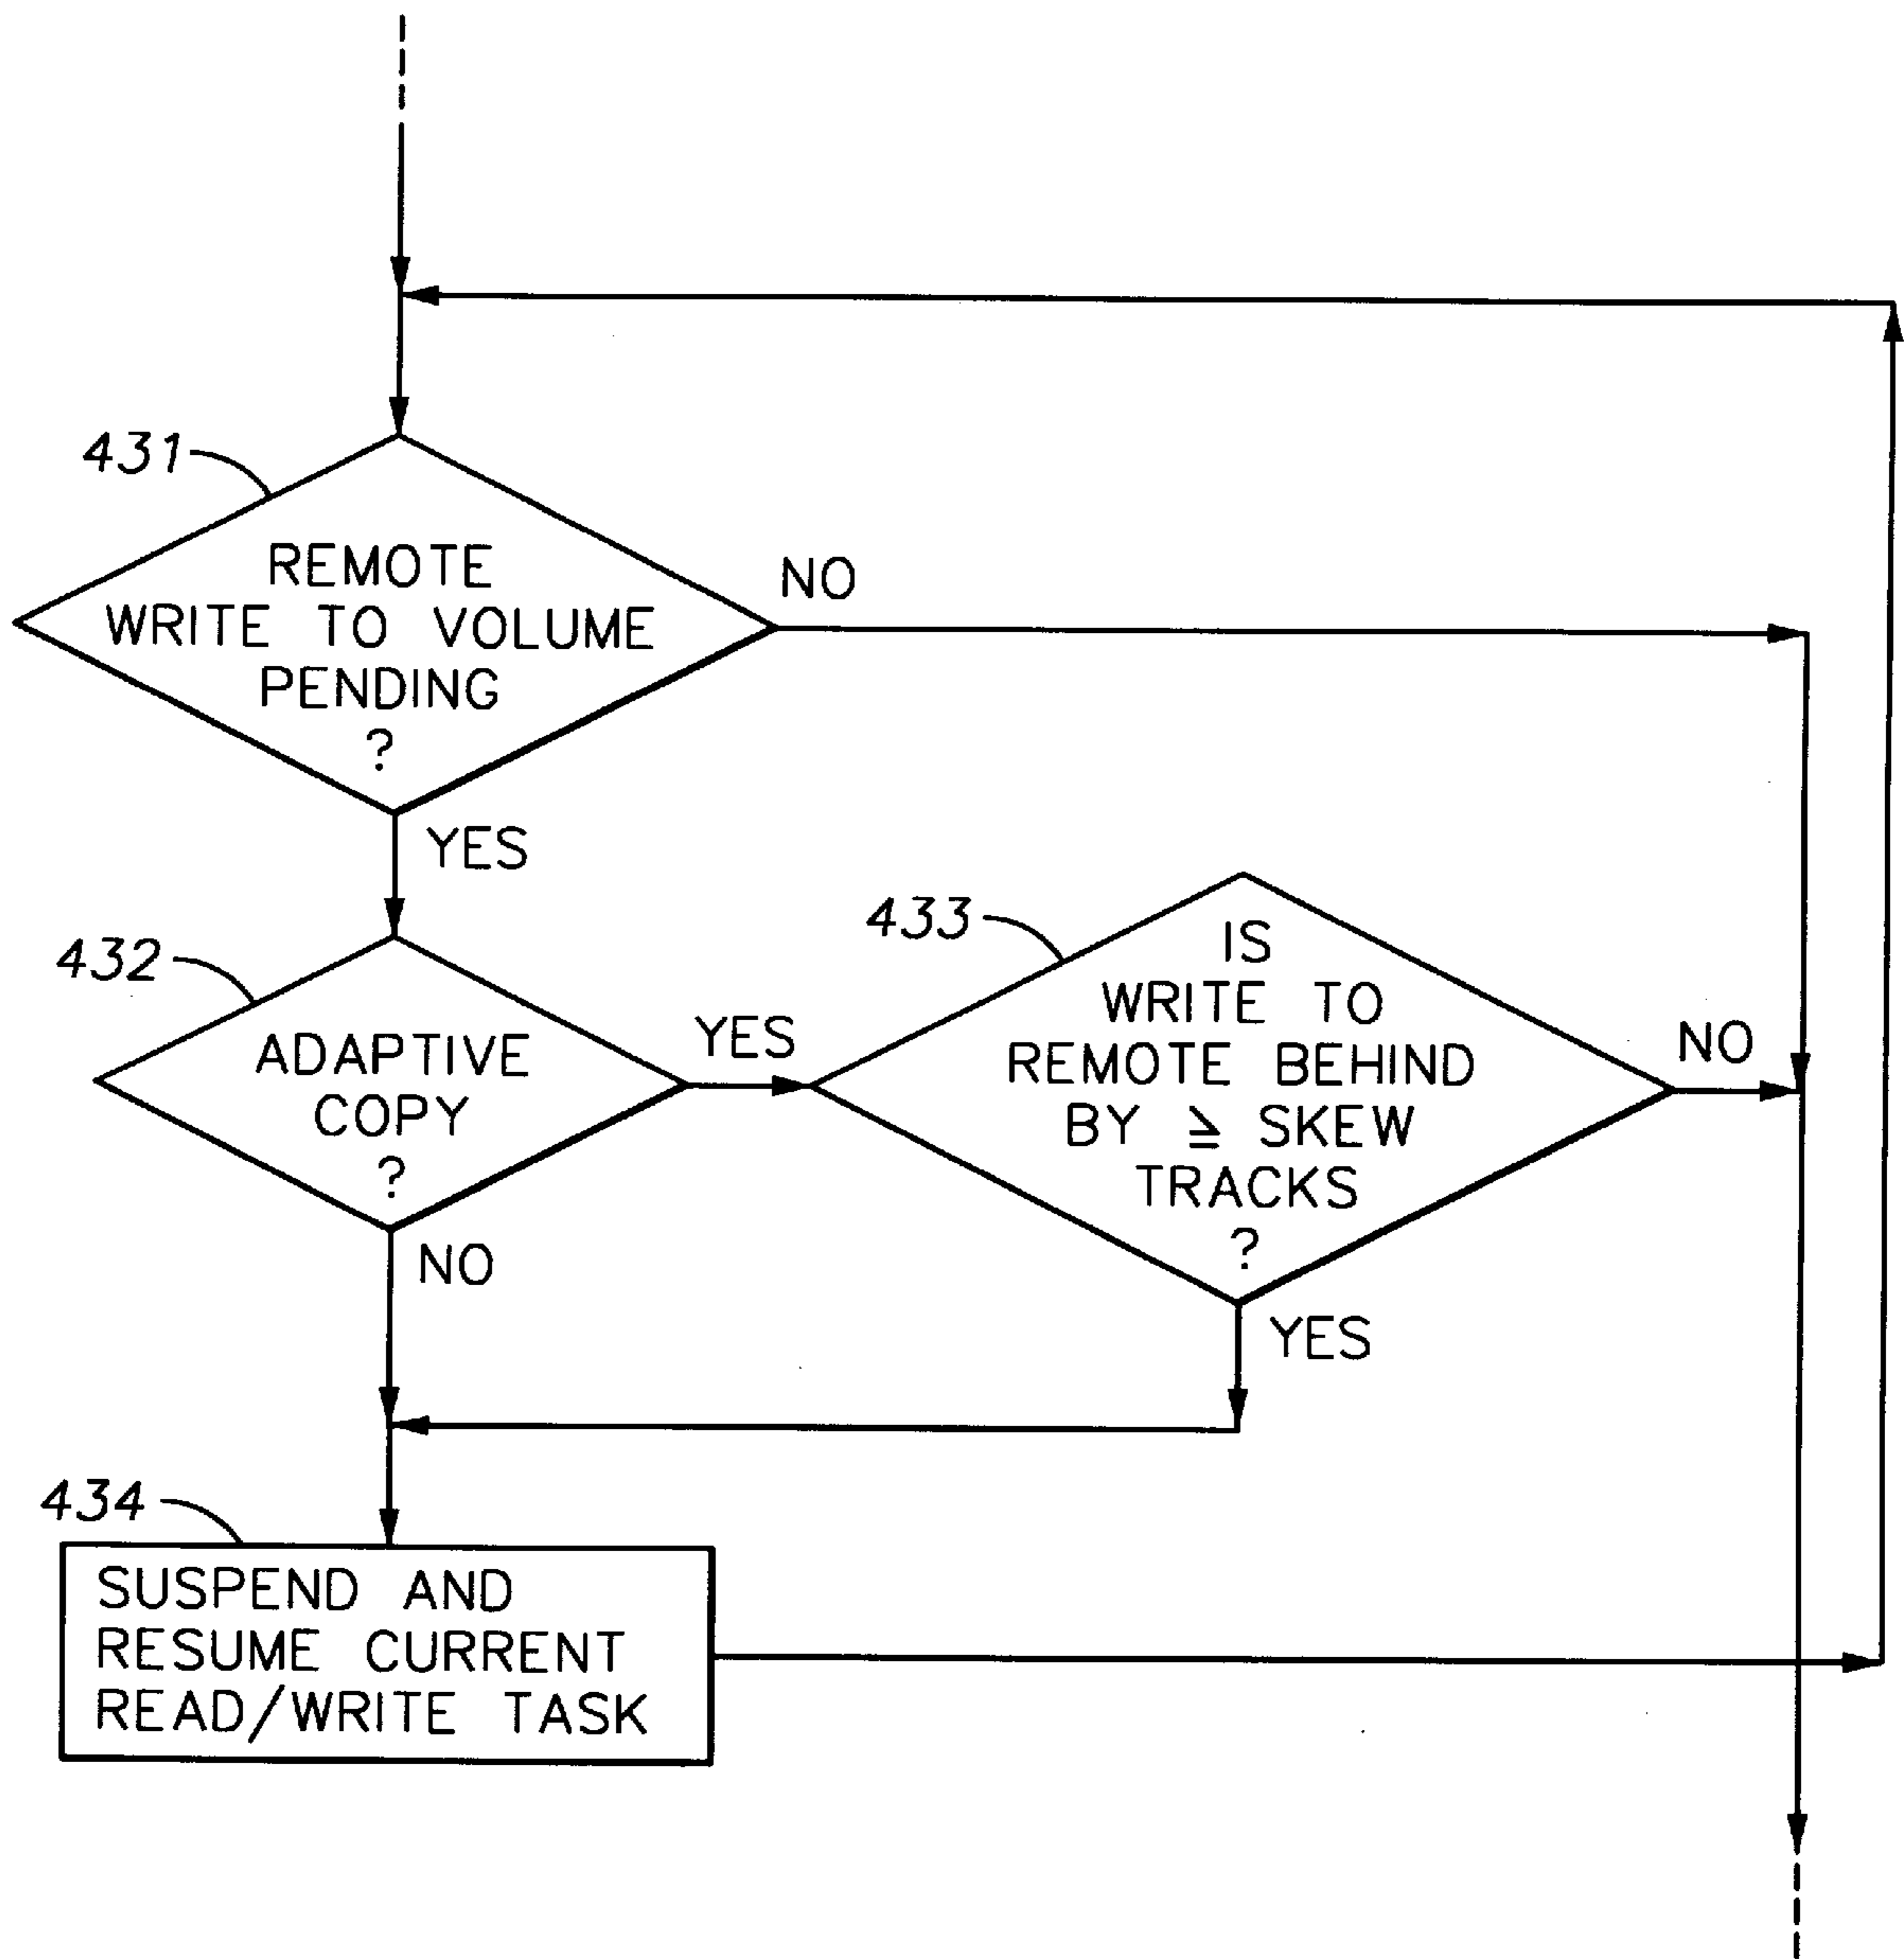 431
REMOTE
WRITE TO VOLUME
PENDING
?
NO
YES
432
ADAPTIVE
COPY
?
YES
NO
433
IS
WRITE TO
REMOTE BEHIND
BY ≥ SKEW
TRACKS
?
NO
YES
434
SUSPEND AND
RESUME CURRENT
READ/WRITE TASK